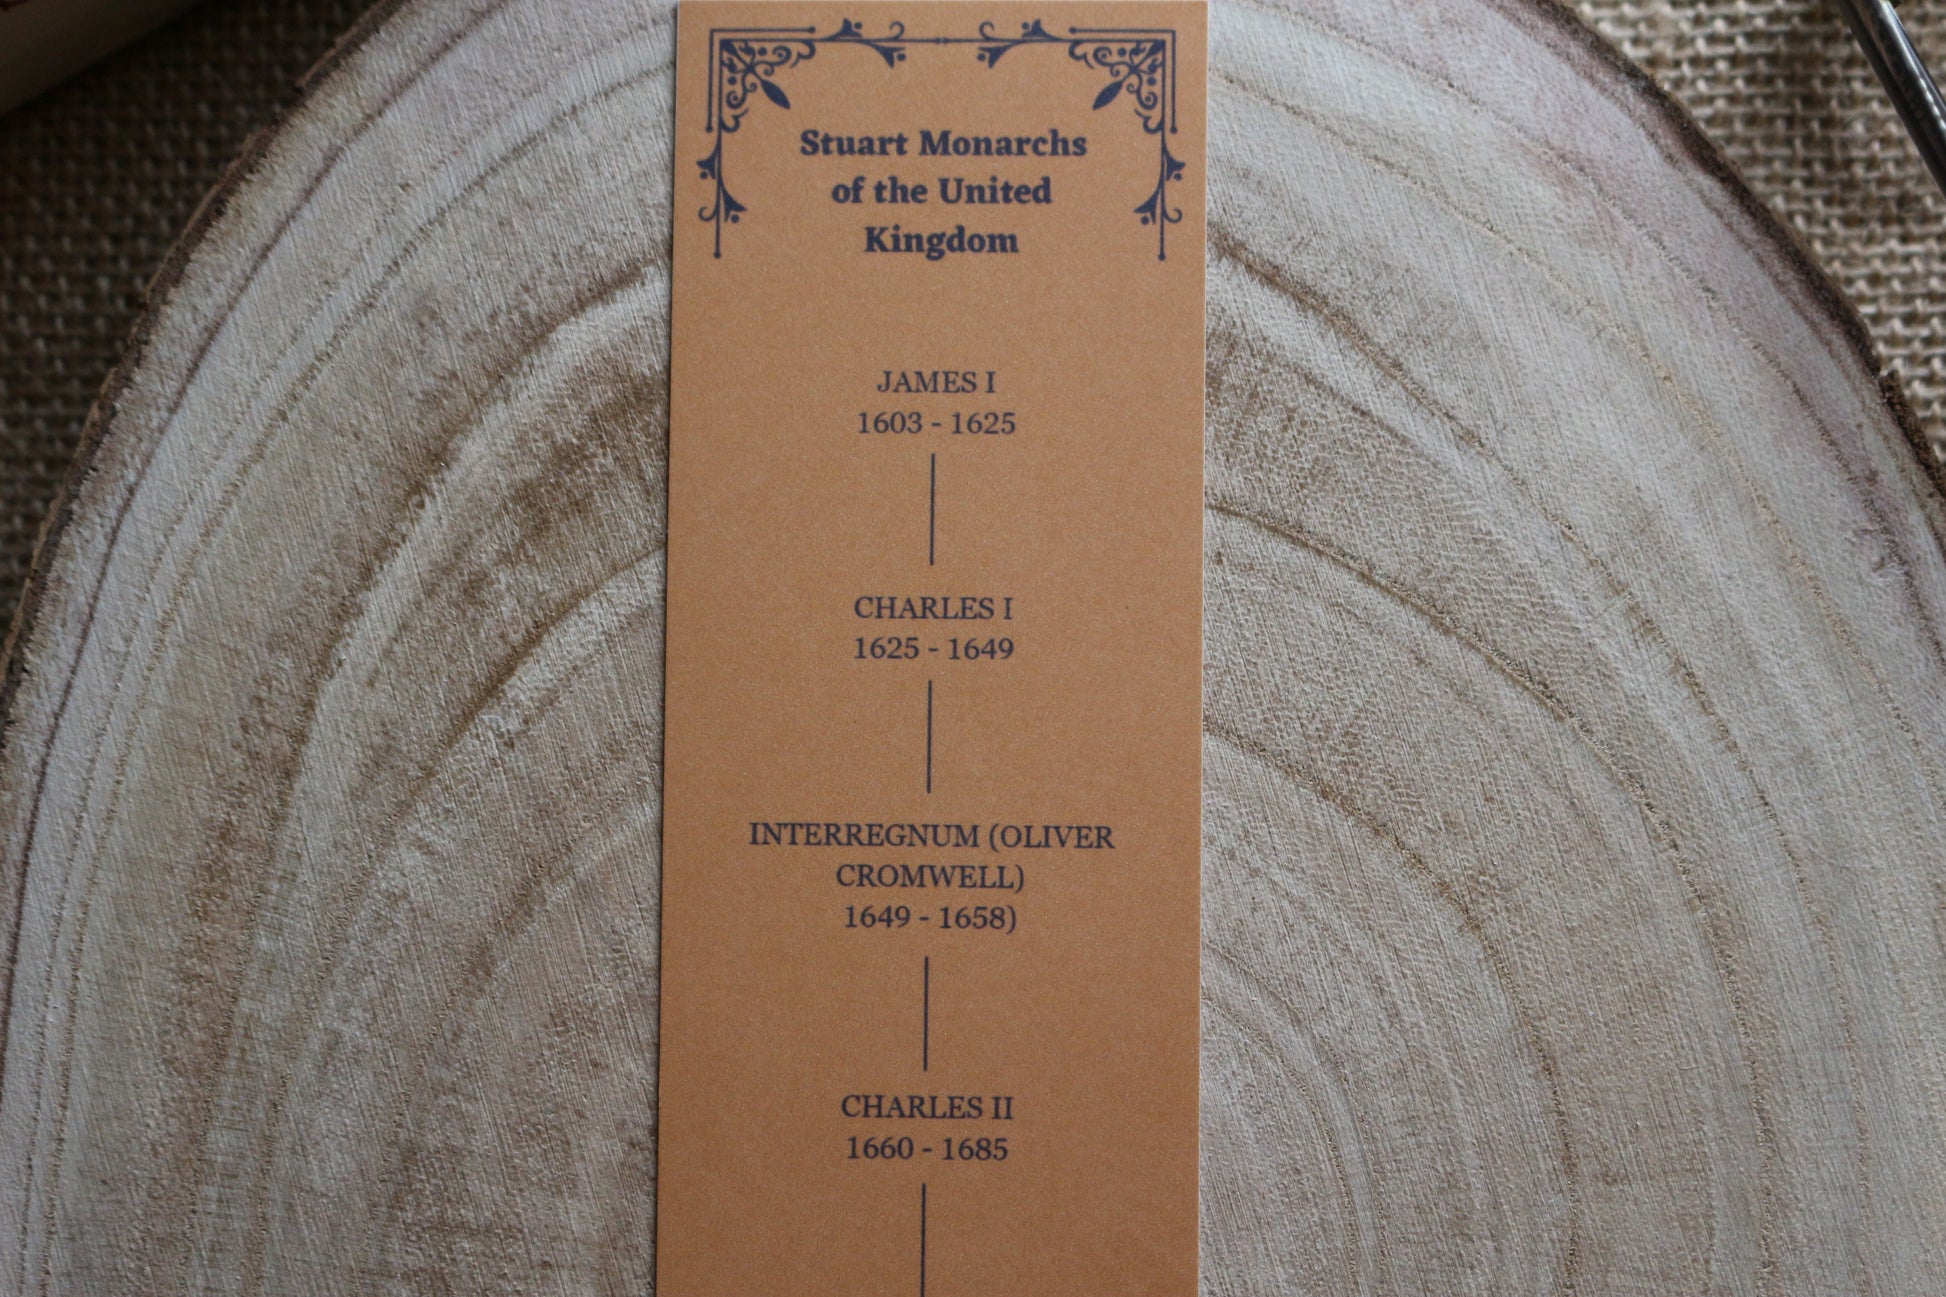 Stuart Monarchs
of the United
Kingdom
JAMES I
1603 - 1625
CHARLES I
1625 - 1649
INTERREGNUM (OLIVER
CROMWELL)
1649 - 1658)
CHARLES II
1660 - 1685